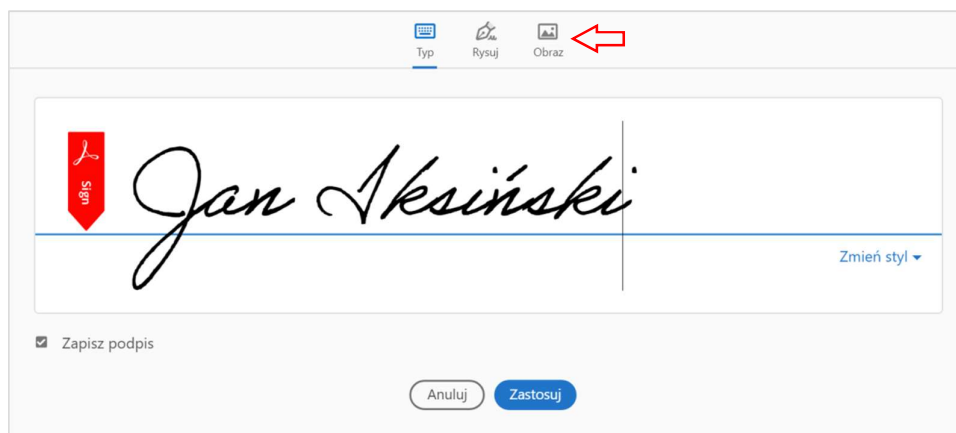 Typ Rysuj Obraz
Sign
Jan Iksiński
Zmień styl
Zapisz podpis
Anuluj Zastosuj